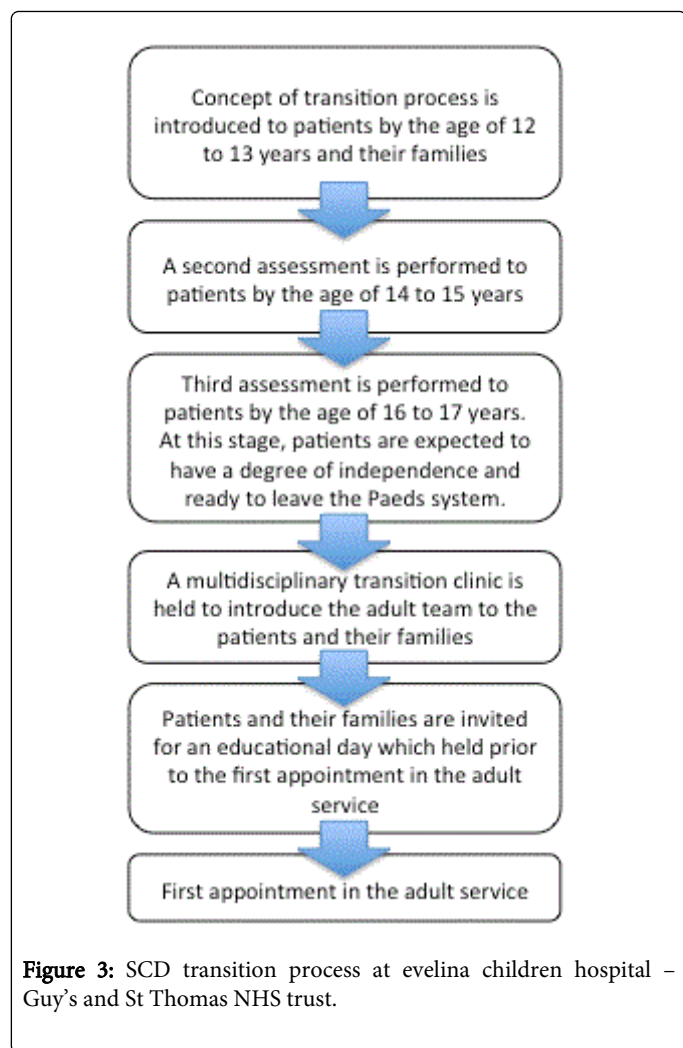 Concept of transition process is
introduced to patients by the age of 12
to 13 years and their families
A second assessment is performed to
patients by the age of 14 to 15 years
Third assessment is performed to
patients by the age of 16 to 17 years.
At this stage, patients are expected to
have a degree of independence and
ready to leave the Paeds system.
A multidisciplinary transition clinic is
held to introduce the adult team to the
patients and their families
Patients and their families are invited
for an educational day which held prior
to the first appointment in the adult
service
First appointment in the adult service
Figure 3: SCD transition process at evelina children hospital –
Guy’s and St Thomas NHS trust.